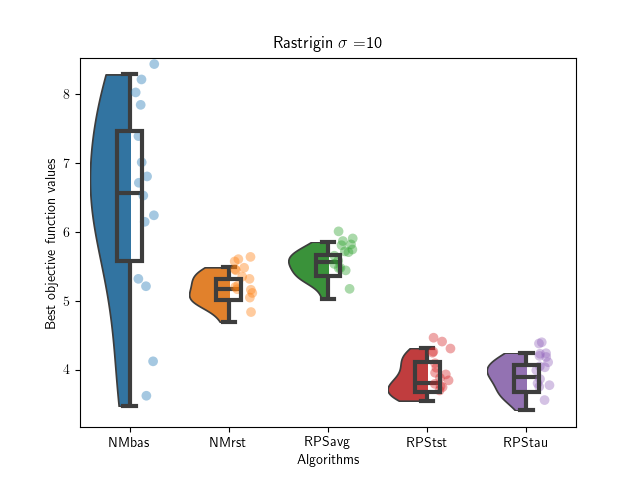 Rastrigin σ =10
Best objective function values
8
7
6
5
4
NMbas NMrst RPSavg RPStst RPStau
Algorithms